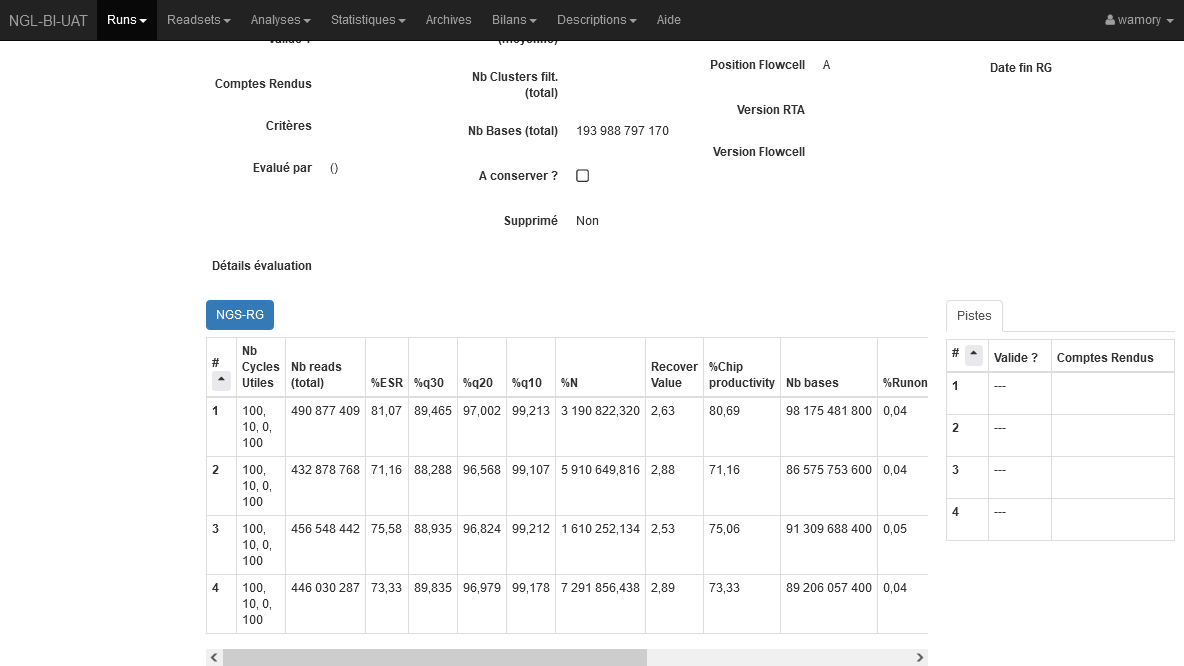 NGL-BI-UAT Runs Readsets Analyses Statistiques Archives Bilans Descriptions Aide wamory
Valide ?
(moyenne)
Position Flowcell A
Date fin RG
Comptes Rendus
Nb Clusters filt.
(total)
Version RTA
Critères
Nb Bases (total) 193 988 797 170
Version Flowcell
Evalué par ()
A conserver ?
Supprimé Non
Détails évaluation
NGS-RG
Pistes
# Nb Cycles Utiles Nb reads (total) %ESR %q30 %q20 %q10 %N Recover Value %Chip productivity Nb bases %Runon
1 100, 10, 0, 100 490 877 409 81,07 89,465 97,002 99,213 3 190 822,320 2,63 80,69 98 175 481 800 0,04
2 100, 10, 0, 100 432 878 768 71,16 88,288 96,568 99,107 5 910 649,816 2,88 71,16 86 575 753 600 0,04
3 100, 10, 0, 100 456 548 442 75,58 88,935 96,824 99,212 1 610 252,134 2,53 75,06 91 309 688 400 0,05
4 100, 10, 0, 100 446 030 287 73,33 89,835 96,979 99,178 7 291 856,438 2,89 73,33 89 206 057 400 0,04
# Valide ? Comptes Rendus
1 ---
2 ---
3 ---
4 ---